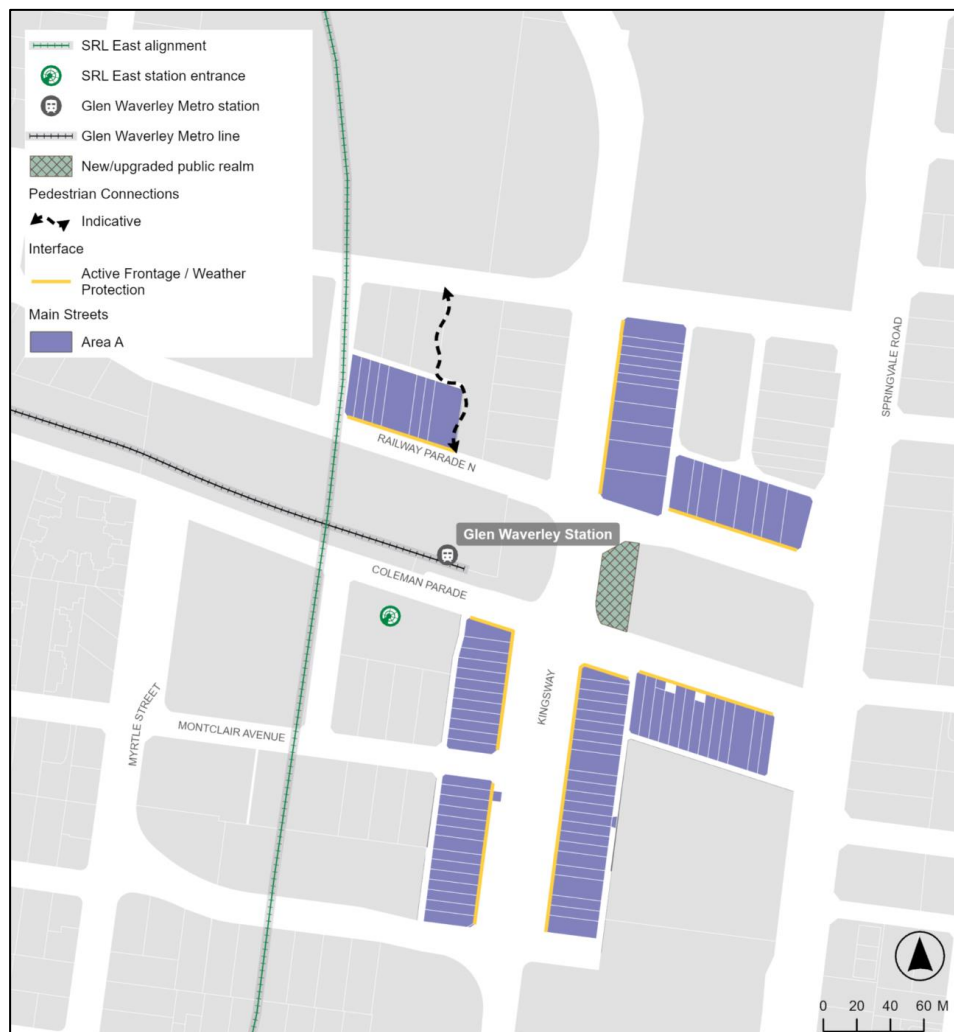 SRL East alignment
SRL East station entrance
Glen Waverley Metro station
Glen Waverley Metro line
New/upgraded public realm
Pedestrian Connections
Indicative
Interface
Active Frontage / Weather
Protection
Main Streets
Area A
SPRINGVALE ROAD
RAILWAY PARADE N
Glen Waverley Station
COLEMAN PARADE
KINGSWAY
MYRTLE STREET
MONTCLAIR AVENUE
0 20 40 60 M